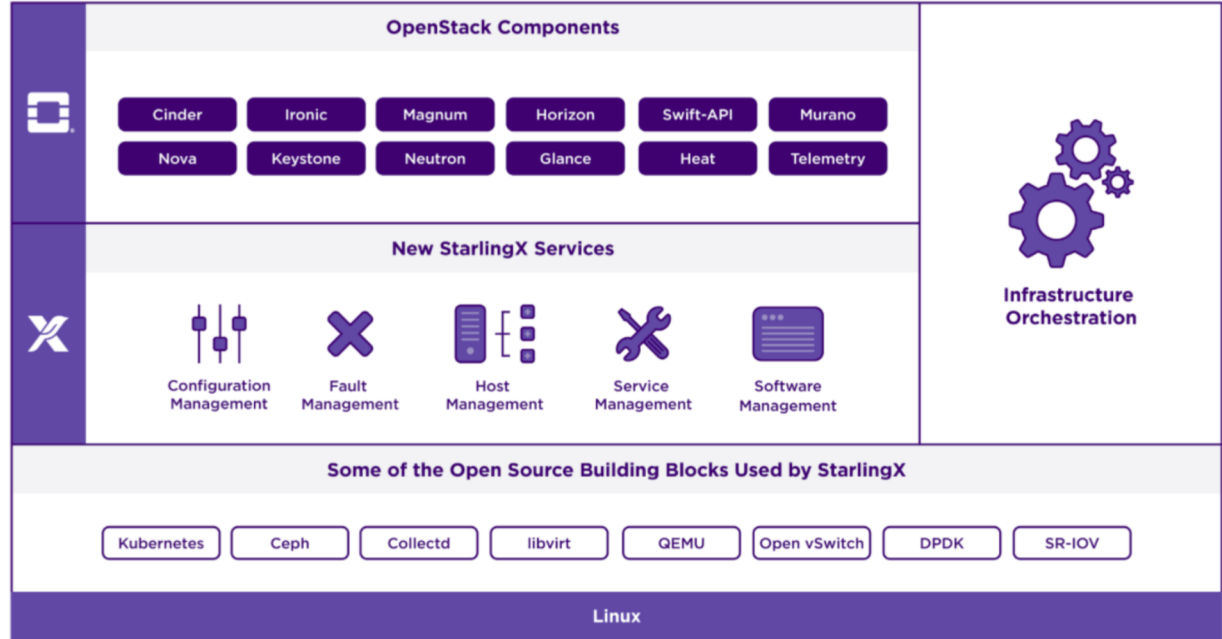 OpenStack Components
Cinder
Ironic
Magnum
Horizon
Swift-API
Murano
Nova
Keystone
Neutron
Glance
Heat
Telemetry
New StarlingX Services
Configuration
Management
Fault
Management
Host
Management
Service
Management
Software
Management
Infrastructure
Orchestration
Some of the Open Source Building Blocks Used by StarlingX
Kubernetes
Ceph
Collectd
libvirt
QEMU
Open vSwitch
DPDK
SR-IOV
Linux